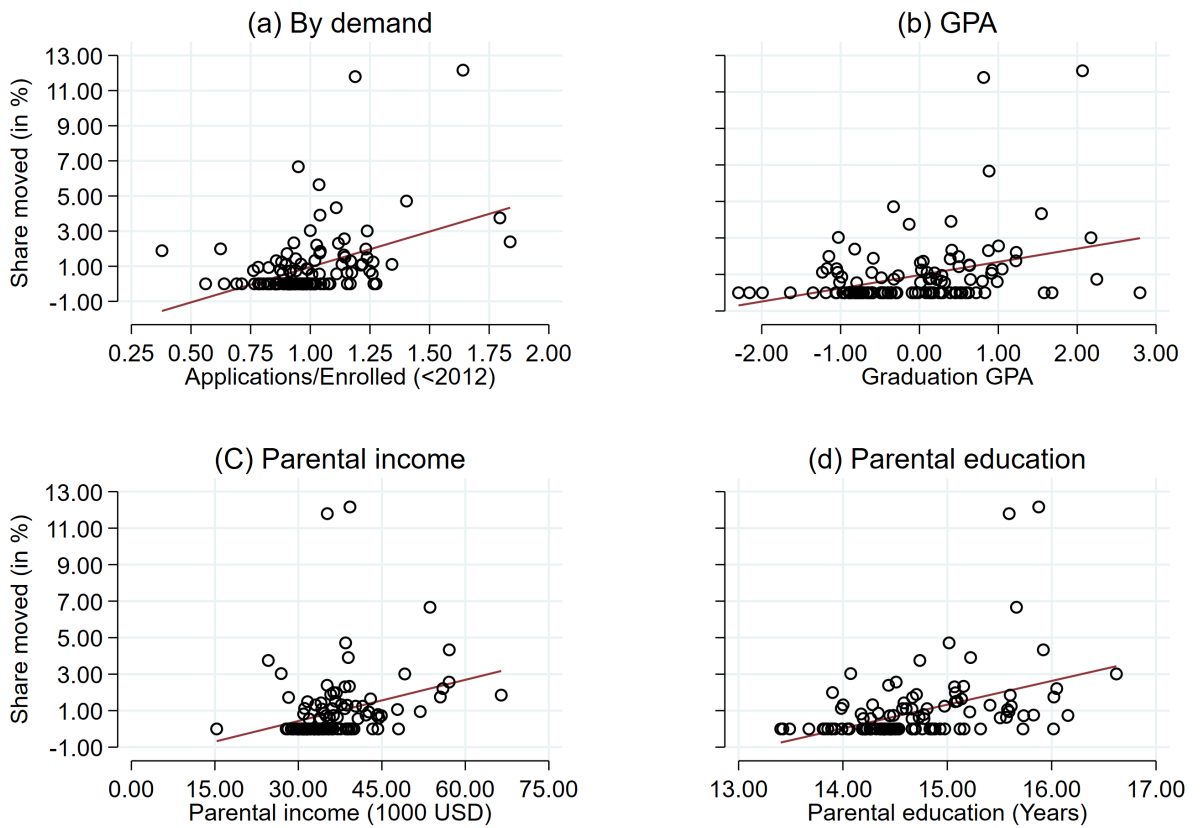 (a) By demand
Share moved (in %)
13.00
11.00
9.00
7.00
5.00
3.00
1.00
-1.00
0.25 0.50 0.75 1.00 1.25 1.50 1.75 2.00
Applications/Enrolled (<2012)
(b) GPA
-2.00 -1.00 0.00 1.00 2.00 3.00
Graduation GPA
(C) Parental income
Share moved (in %)
13.00
11.00
9.00
7.00
5.00
3.00
1.00
-1.00
0.00 15.00 30.00 45.00 60.00 75.00
Parental income (1000 USD)
(d) Parental education
13.00 14.00 15.00 16.00 17.00
Parental education (Years)